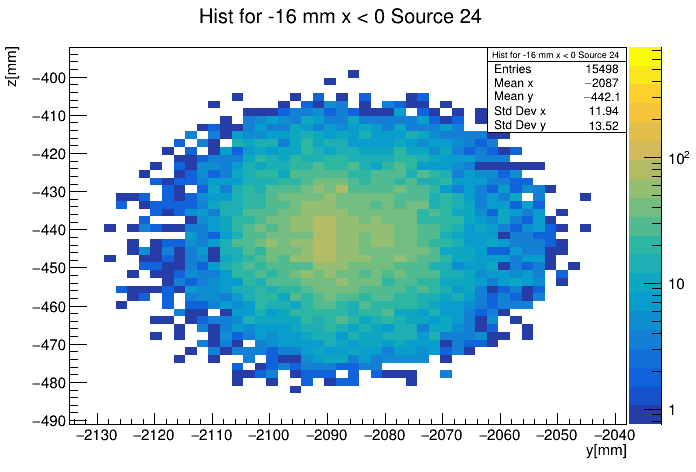 Hist for -16 mm x < 0 Source 24
z[mm]
Hist for -16 mm x < 0 Source 24
Entries 15498
Mean x −2087
Mean y −442.1
Std Dev x 11.94
Std Dev y 13.52
−400
−410
−420
−430
−440
−450
−460
−470
−480
−490
−2130 −2120 −2110 −2100 −2090 −2080 −2070 −2060 −2050 −2040
y[mm]
10²
10
1